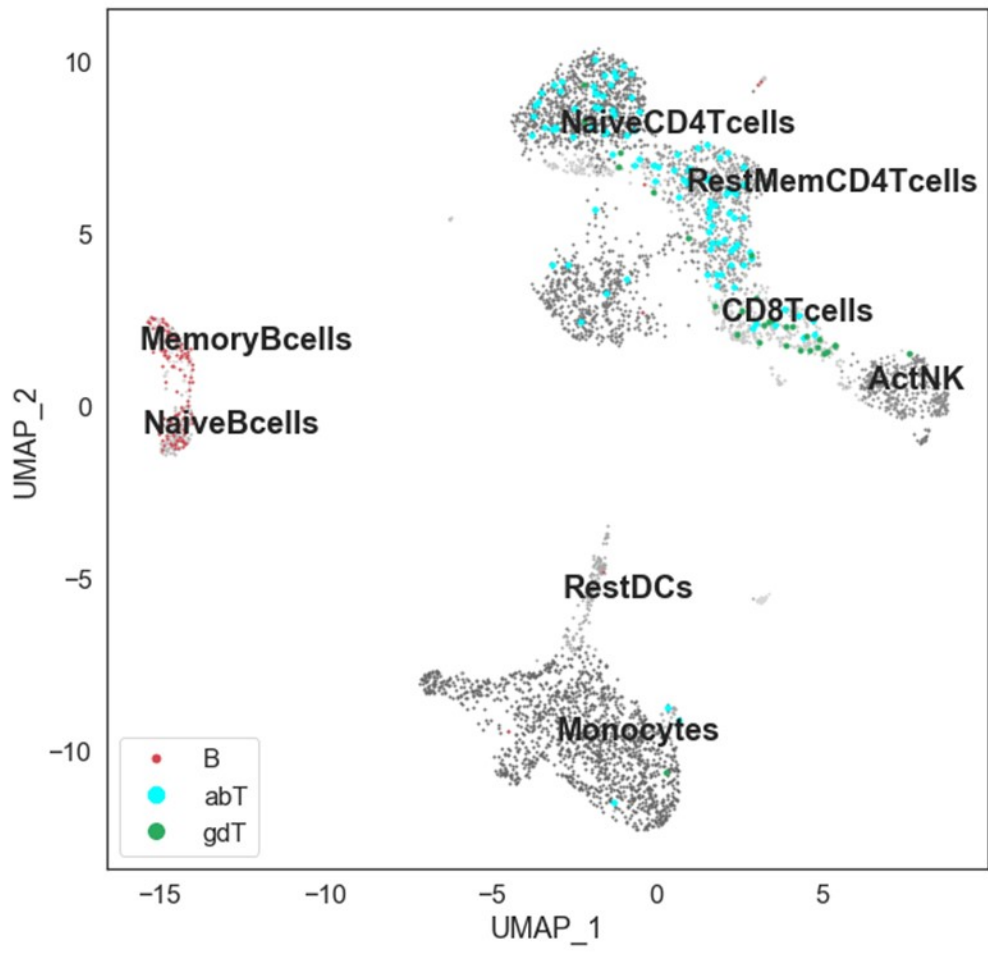 10
NaiveCD4Tcells
RestMemCD4Tcells
5
CD8Tcells
MemoryBcells
ActNK
0
NaiveBcells
UMAP_2
−5
RestDCs
Monocytes
−10
B
abT
gdT
−15
−10
−5
0
5
UMAP_1